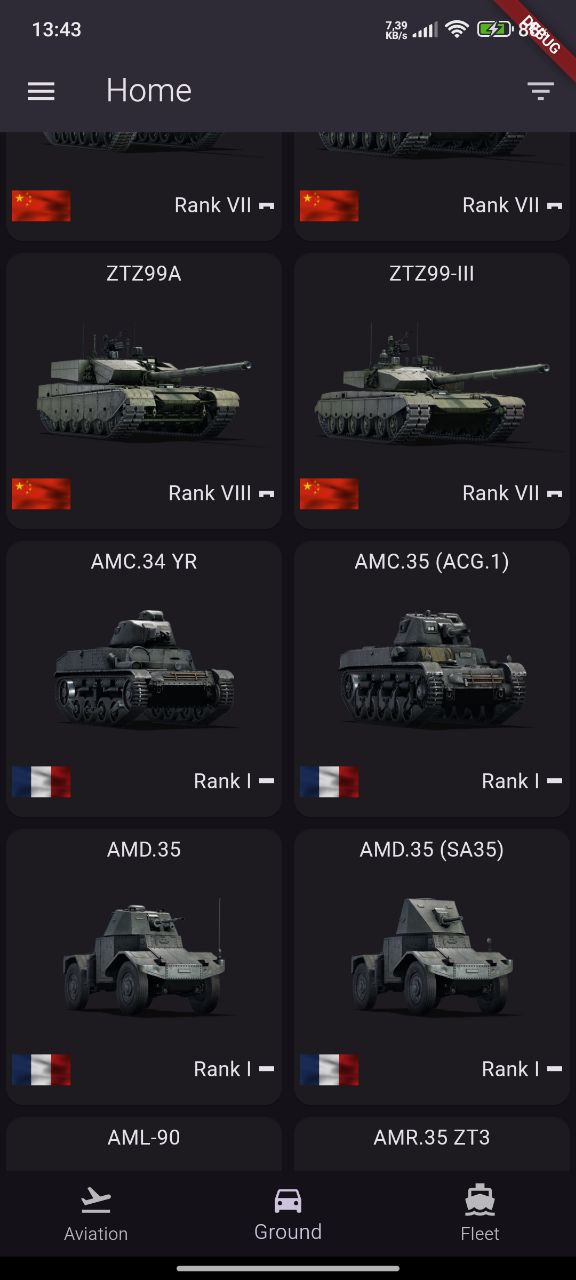 13:43
7,39
KB/s
DEBUG
Home
Rank VII
Rank VII
ZTZ99A
ZTZ99-III
Rank VIII
Rank VII
AMC.34 YR
AMC.35 (ACG.1)
Rank I
Rank I
AMD.35
AMD.35 (SA35)
Rank I
Rank I
AML-90
AMR.35 ZT3
Aviation
Ground
Fleet